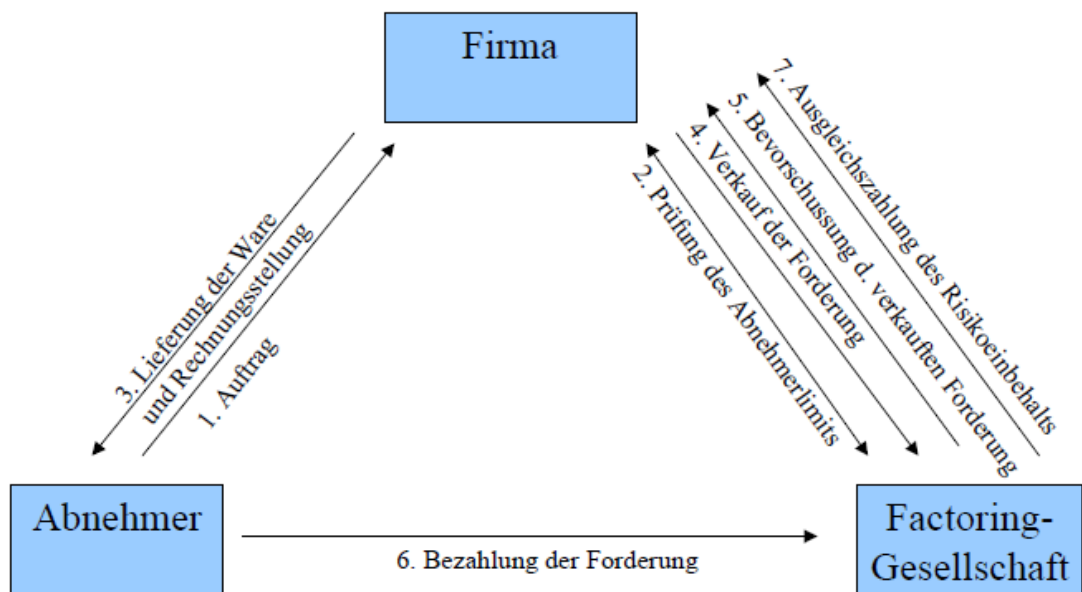 Firma
7. Ausgleichszahlung des Risikoeinbehalts
5. Bevorschussung d. verkauften Forderung
4. Verkauf der Forderung
2. Prüfung des Abnehmerlimits
3. Lieferung der Ware
und Rechnungsstellung
1. Auftrag
Abnehmer
6. Bezahlung der Forderung
Factoring-
Gesellschaft